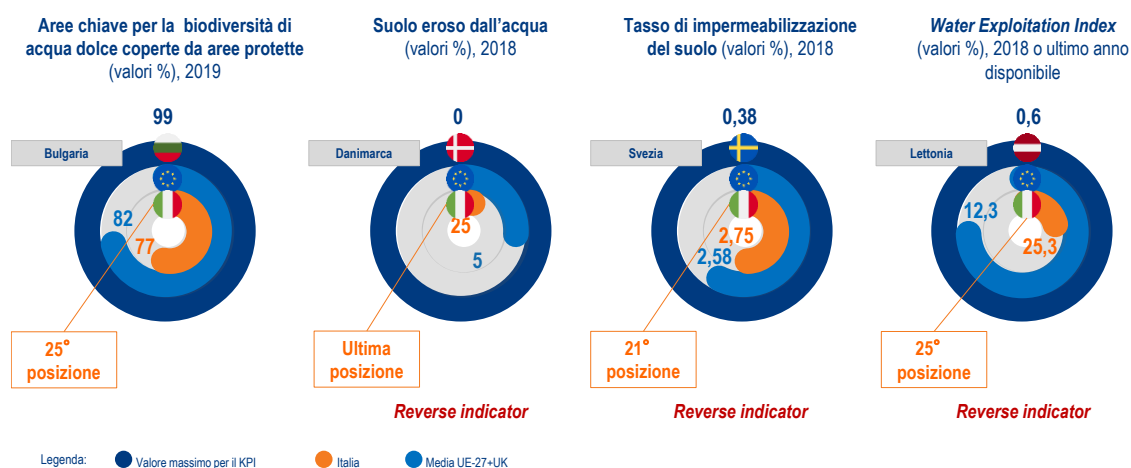 Aree chiave per la biodiversità di
acqua dolce coperte da aree protette
(valori %), 2019
99
Bulgaria
82
77
25°
posizione
Suolo eroso dall'acqua
(valori %), 2018
0
Danimarca
25
5
Ultima
posizione
Reverse indicator
Tasso di impermeabilizzazione
del suolo (valori %), 2018
0,38
Svezia
2,75
2,58
21°
posizione
Reverse indicator
Water Exploitation Index
(valori %), 2018 o ultimo anno
disponibile
0,6
Lettonia
12,3
25,3
25°
posizione
Reverse indicator
Legenda:
Valore massimo per il KPI
Italia
Media UE-27+UK